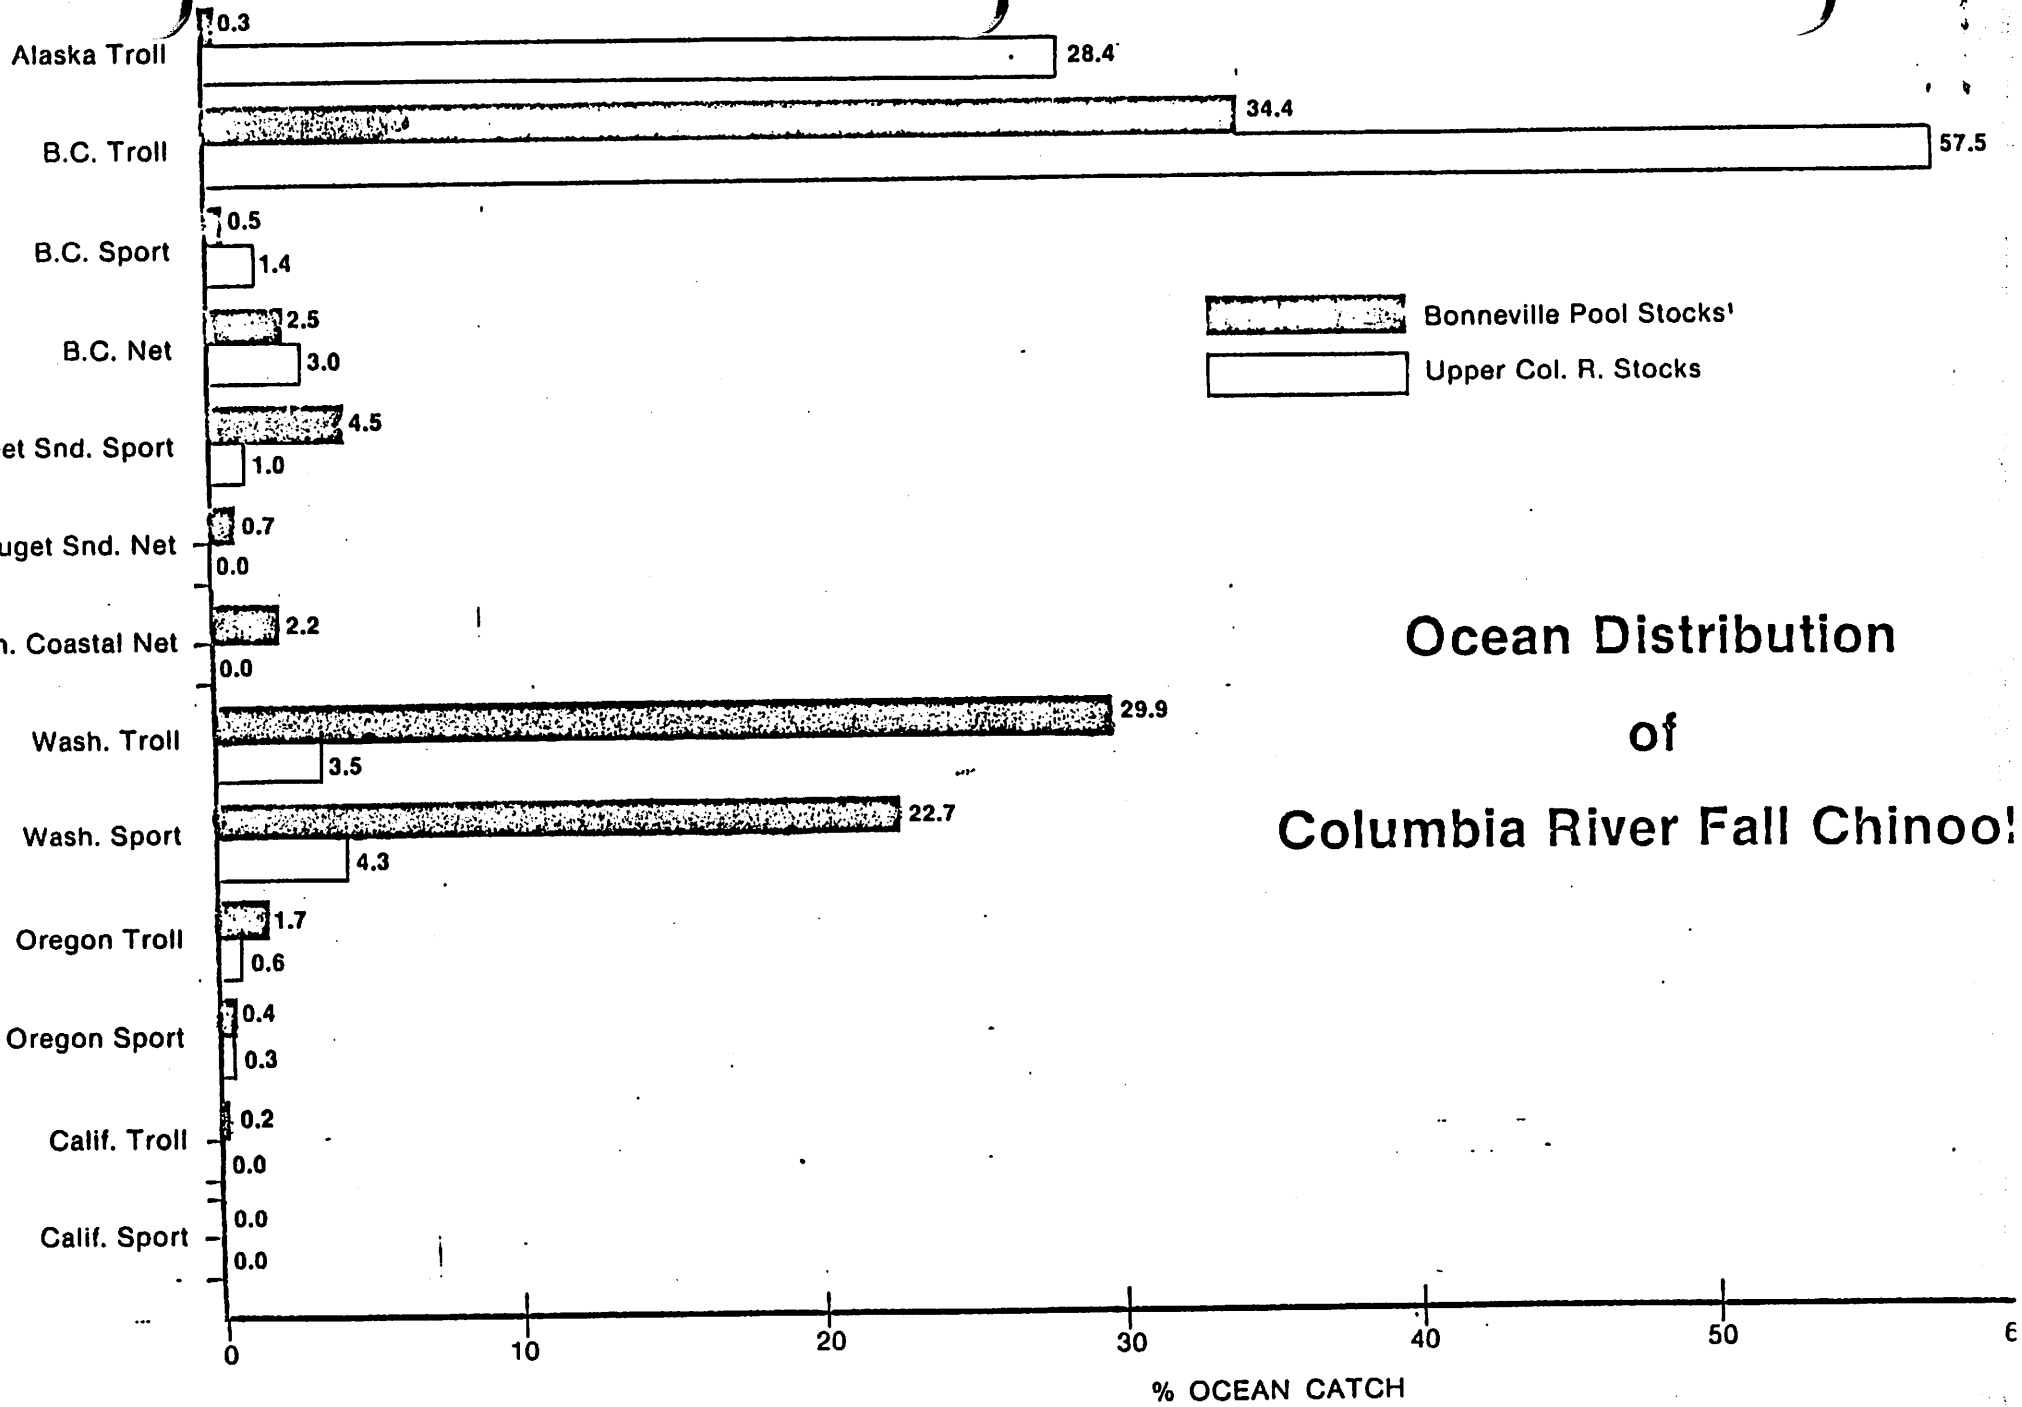 0.3
Alaska Troll
28.4
34.4
B.C. Troll
57.5
0.5
B.C. Sport
1.4
2.5
B.C. Net
3.0
Bonneville Pool Stocks¹
Upper Col. R. Stocks
4.5
et Snd. Sport
1.0
0.7
uget Snd. Net
0.0
2.2
n. Coastal Net
0.0
Ocean Distribution
of
Columbia River Fall Chinoo
29.9
Wash. Troll
3.5
22.7
Wash. Sport
4.3
1.7
Oregon Troll
0.6
0.4
Oregon Sport
0.3
0.2
Calif. Troll
0.0
0.0
Calif. Sport
0.0
0 10 20 30 40 50 6
% OCEAN CATCH